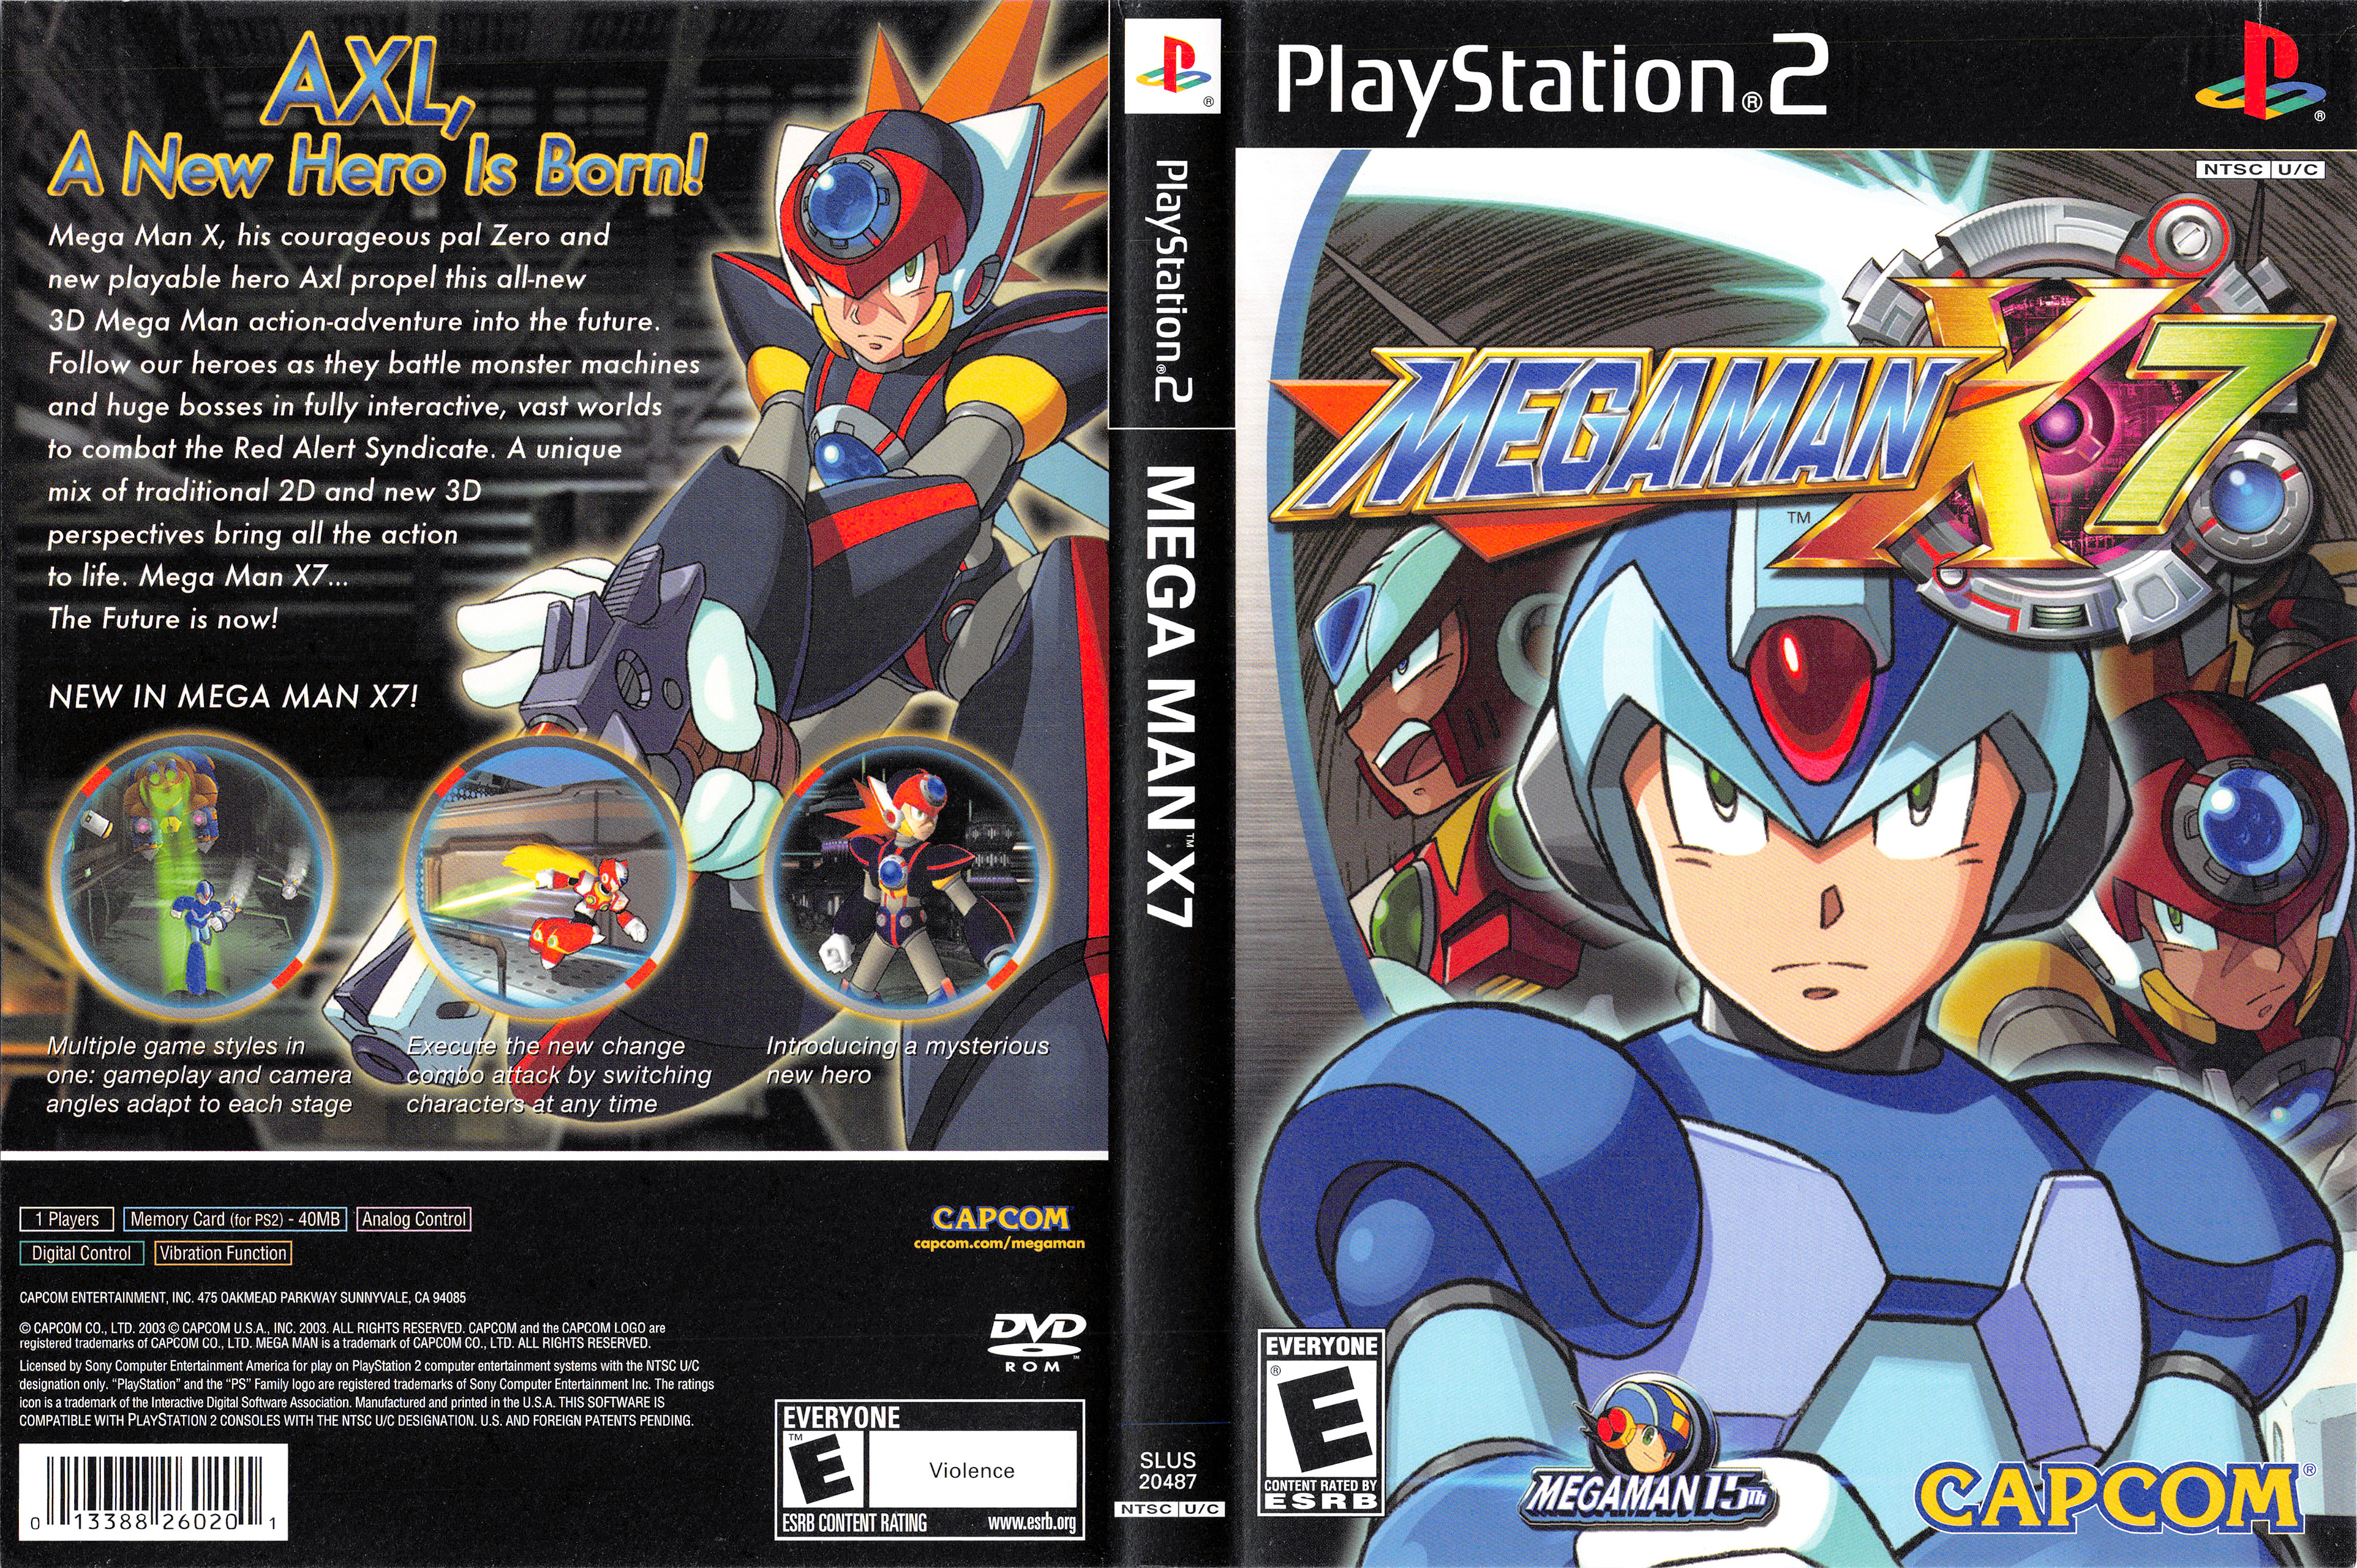 AXL,
A New Hero Is Born!
Mega Man X, his courageous pal Zero and
new playable hero Axl propel this all-new
3D Mega Man action-adventure into the future.
Follow our heroes as they battle monster machines
and huge bosses in fully interactive, vast worlds
to combat the Red Alert Syndicate. A unique
mix of traditional 2D and new 3D
perspectives bring all the action
to life. Mega Man X7...
The Future is now!
NEW IN MEGA MAN X7!
Multiple game styles in
one: gameplay and camera
angles adapt to each stage
Execute the new change
combo attack by switching
characters at any time
Introducing a mysterious
new hero
1 Players
Memory Card (for PS2) - 40MB
Analog Control
Digital Control
Vibration Function
CAPCOM
capcom.com/megaman
CAPCOM ENTERTAINMENT, INC. 475 OAKMEAD PARKWAY SUNNYVALE, CA 94085
© CAPCOM CO., LTD. 2003 © CAPCOM U.S.A., INC. 2003. ALL RIGHTS RESERVED. CAPCOM and the CAPCOM LOGO are
registered trademarks of CAPCOM CO., LTD. MEGA MAN is a trademark of CAPCOM CO., LTD. ALL RIGHTS RESERVED.
Licensed by Sony Computer Entertainment America for play on PlayStation 2 computer entertainment systems with the NTSC U/C
designation only. “PlayStation” and the “PS” Family logo are registered trademarks of Sony Computer Entertainment Inc. The ratings
icon is a trademark of the Interactive Digital Software Association. Manufactured and printed in the U.S.A. THIS SOFTWARE IS
COMPATIBLE WITH PLAYSTATION 2 CONSOLES WITH THE NTSC U/C DESIGNATION. U.S. AND FOREIGN PATENTS PENDING.
0 13388 26020 1
DVD™
ROM
EVERYONE
™
E
Violence
ESRB CONTENT RATING www.esrb.org
®
PlayStation®2
MEGA MAN™ X7
SLUS
20487
NTSC U/C
PlayStation®2
®
NTSC U/C
MEGAMAN X7
™
EVERYONE
®
E
CONTENT RATED BY
ESRB
MEGAMAN 15th
CAPCOM®